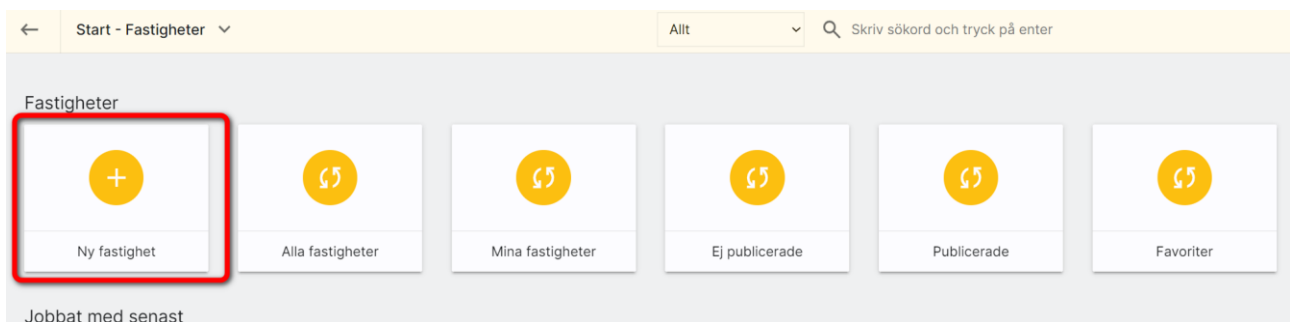 Start - Fastigheter
Allt
Skriv sökord och tryck på enter
Fastigheter
Ny fastighet
Alla fastigheter
Mina fastigheter
Ej publicerade
Publicerade
Favoriter
Jobbat med senast